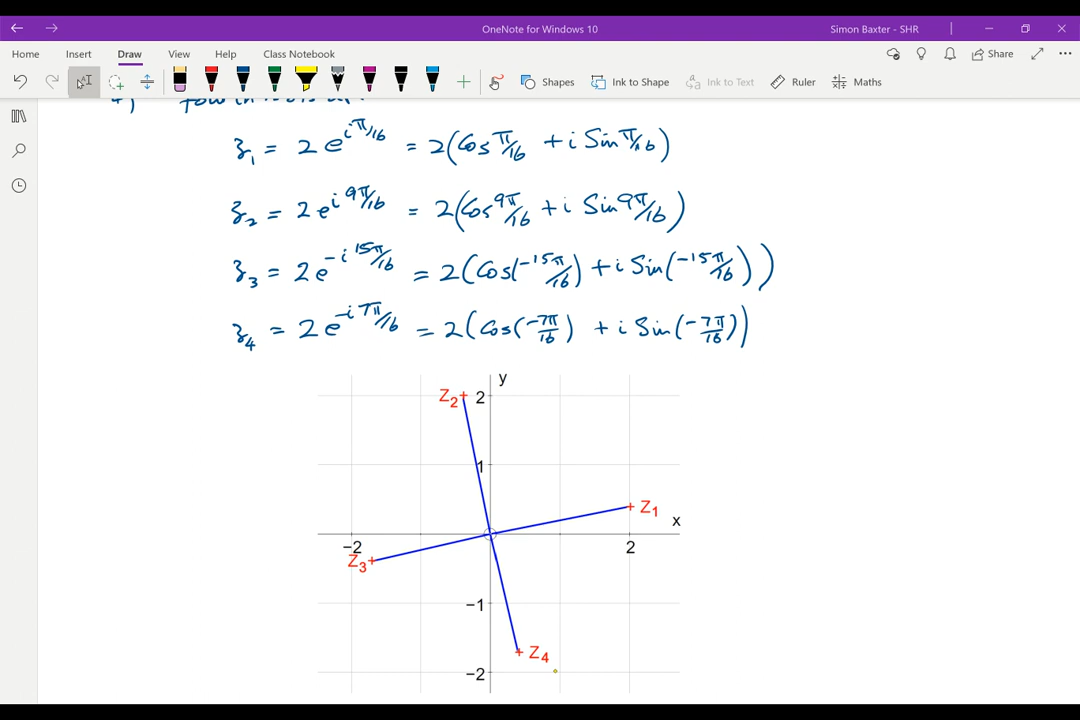 OneNote for Windows 10
Simon Baxter - SHR
Home Insert Draw View Help Class Notebook
Share
Shapes Ink to Shape Ink to Text Ruler Maths
z₁ = 2e^(iπ/16) = 2(Cos π/16 + i Sin π/16)
z₂ = 2e^(i9π/16) = 2(Cos 9π/16 + i Sin 9π/16)
z₃ = 2e^(-i15π/16) = 2(Cos(-15π/16) + i Sin(-15π/16))
z₄ = 2e^(-i7π/16) = 2(Cos(-7π/16) + i Sin(-7π/16))
y
Z₂ 2
1
Z₁
x
-2 2
Z₃
-1
Z₄
-2